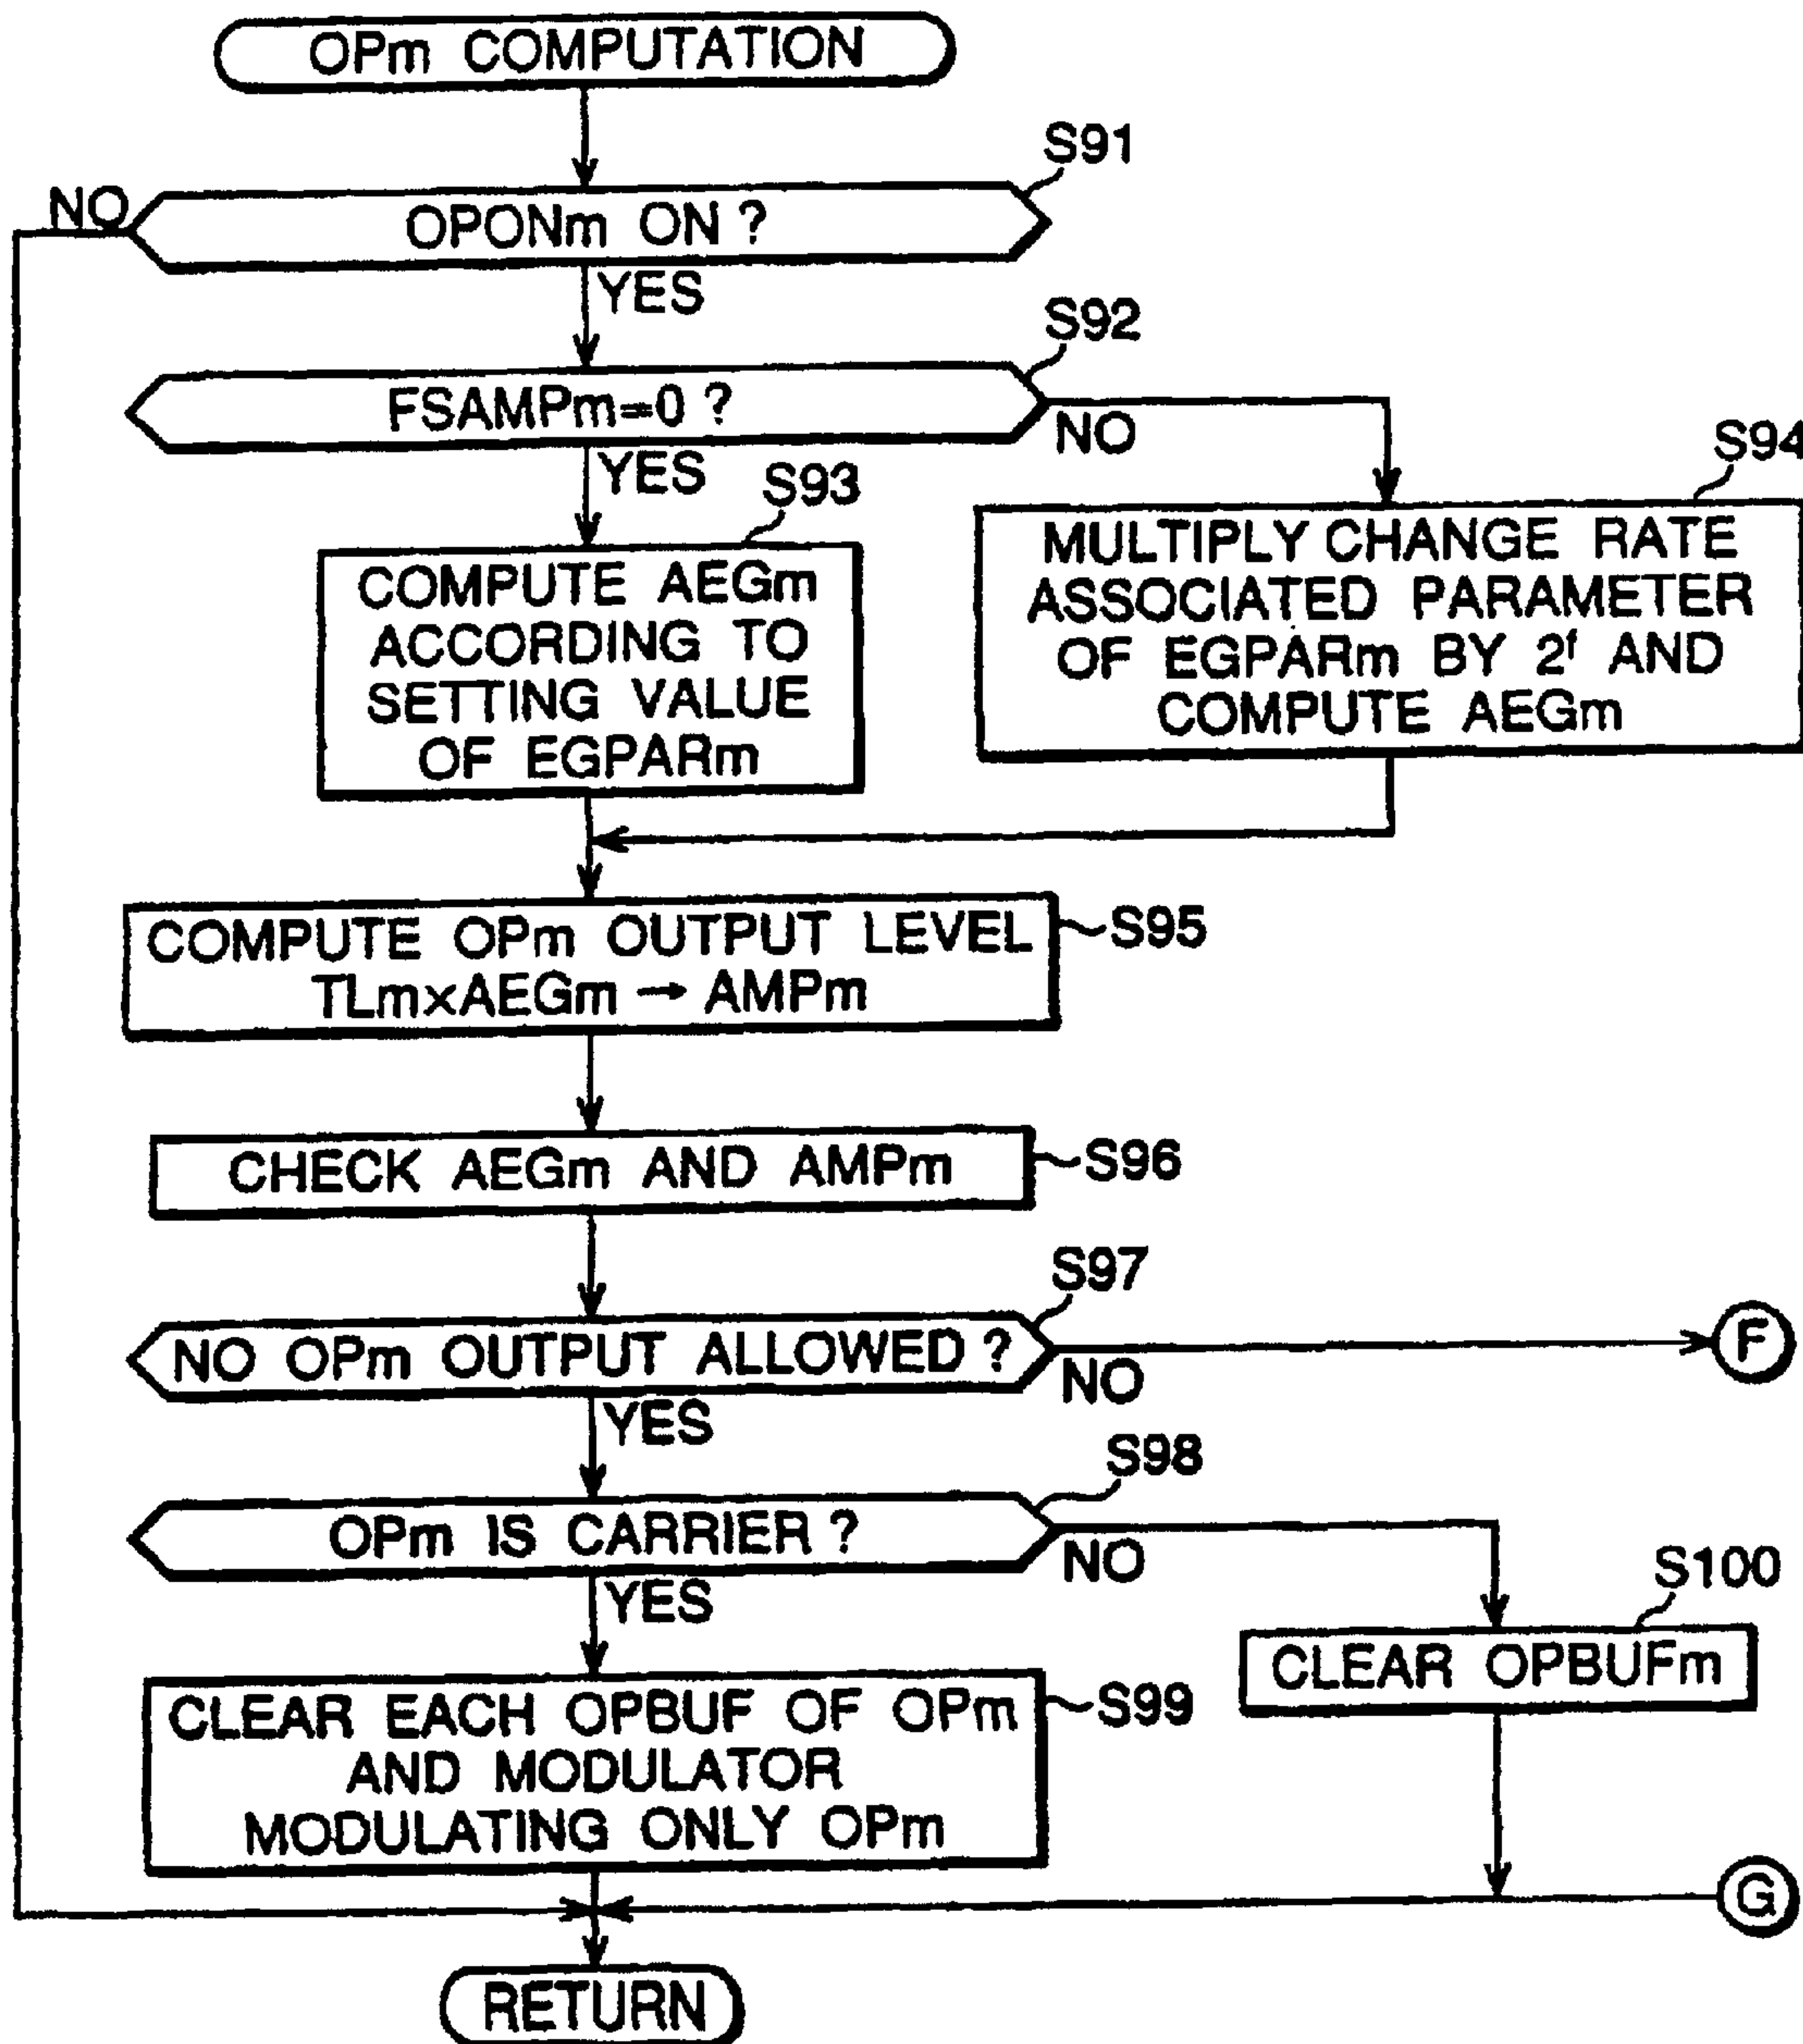 OPm COMPUTATION
S91
NO
OPONm ON ?
YES
S92
FSAMPm=0 ?
NO
YES
S93
S94
COMPUTE AEGm
ACCORDING TO
SETTING VALUE
OF EGPARm
MULTIPLY CHANGE RATE
ASSOCIATED PARAMETER
OF EGPARm BY 2^f AND
COMPUTE AEGm
COMPUTE OPm OUTPUT LEVEL
TLm×AEGm → AMPm
S95
CHECK AEGm AND AMPm
S96
S97
NO OPm OUTPUT ALLOWED ?
NO
F
YES
S98
OPm IS CARRIER ?
NO
YES
S100
CLEAR OPBUFm
CLEAR EACH OPBUF OF OPm
AND MODULATOR
MODULATING ONLY OPm
S99
G
RETURN